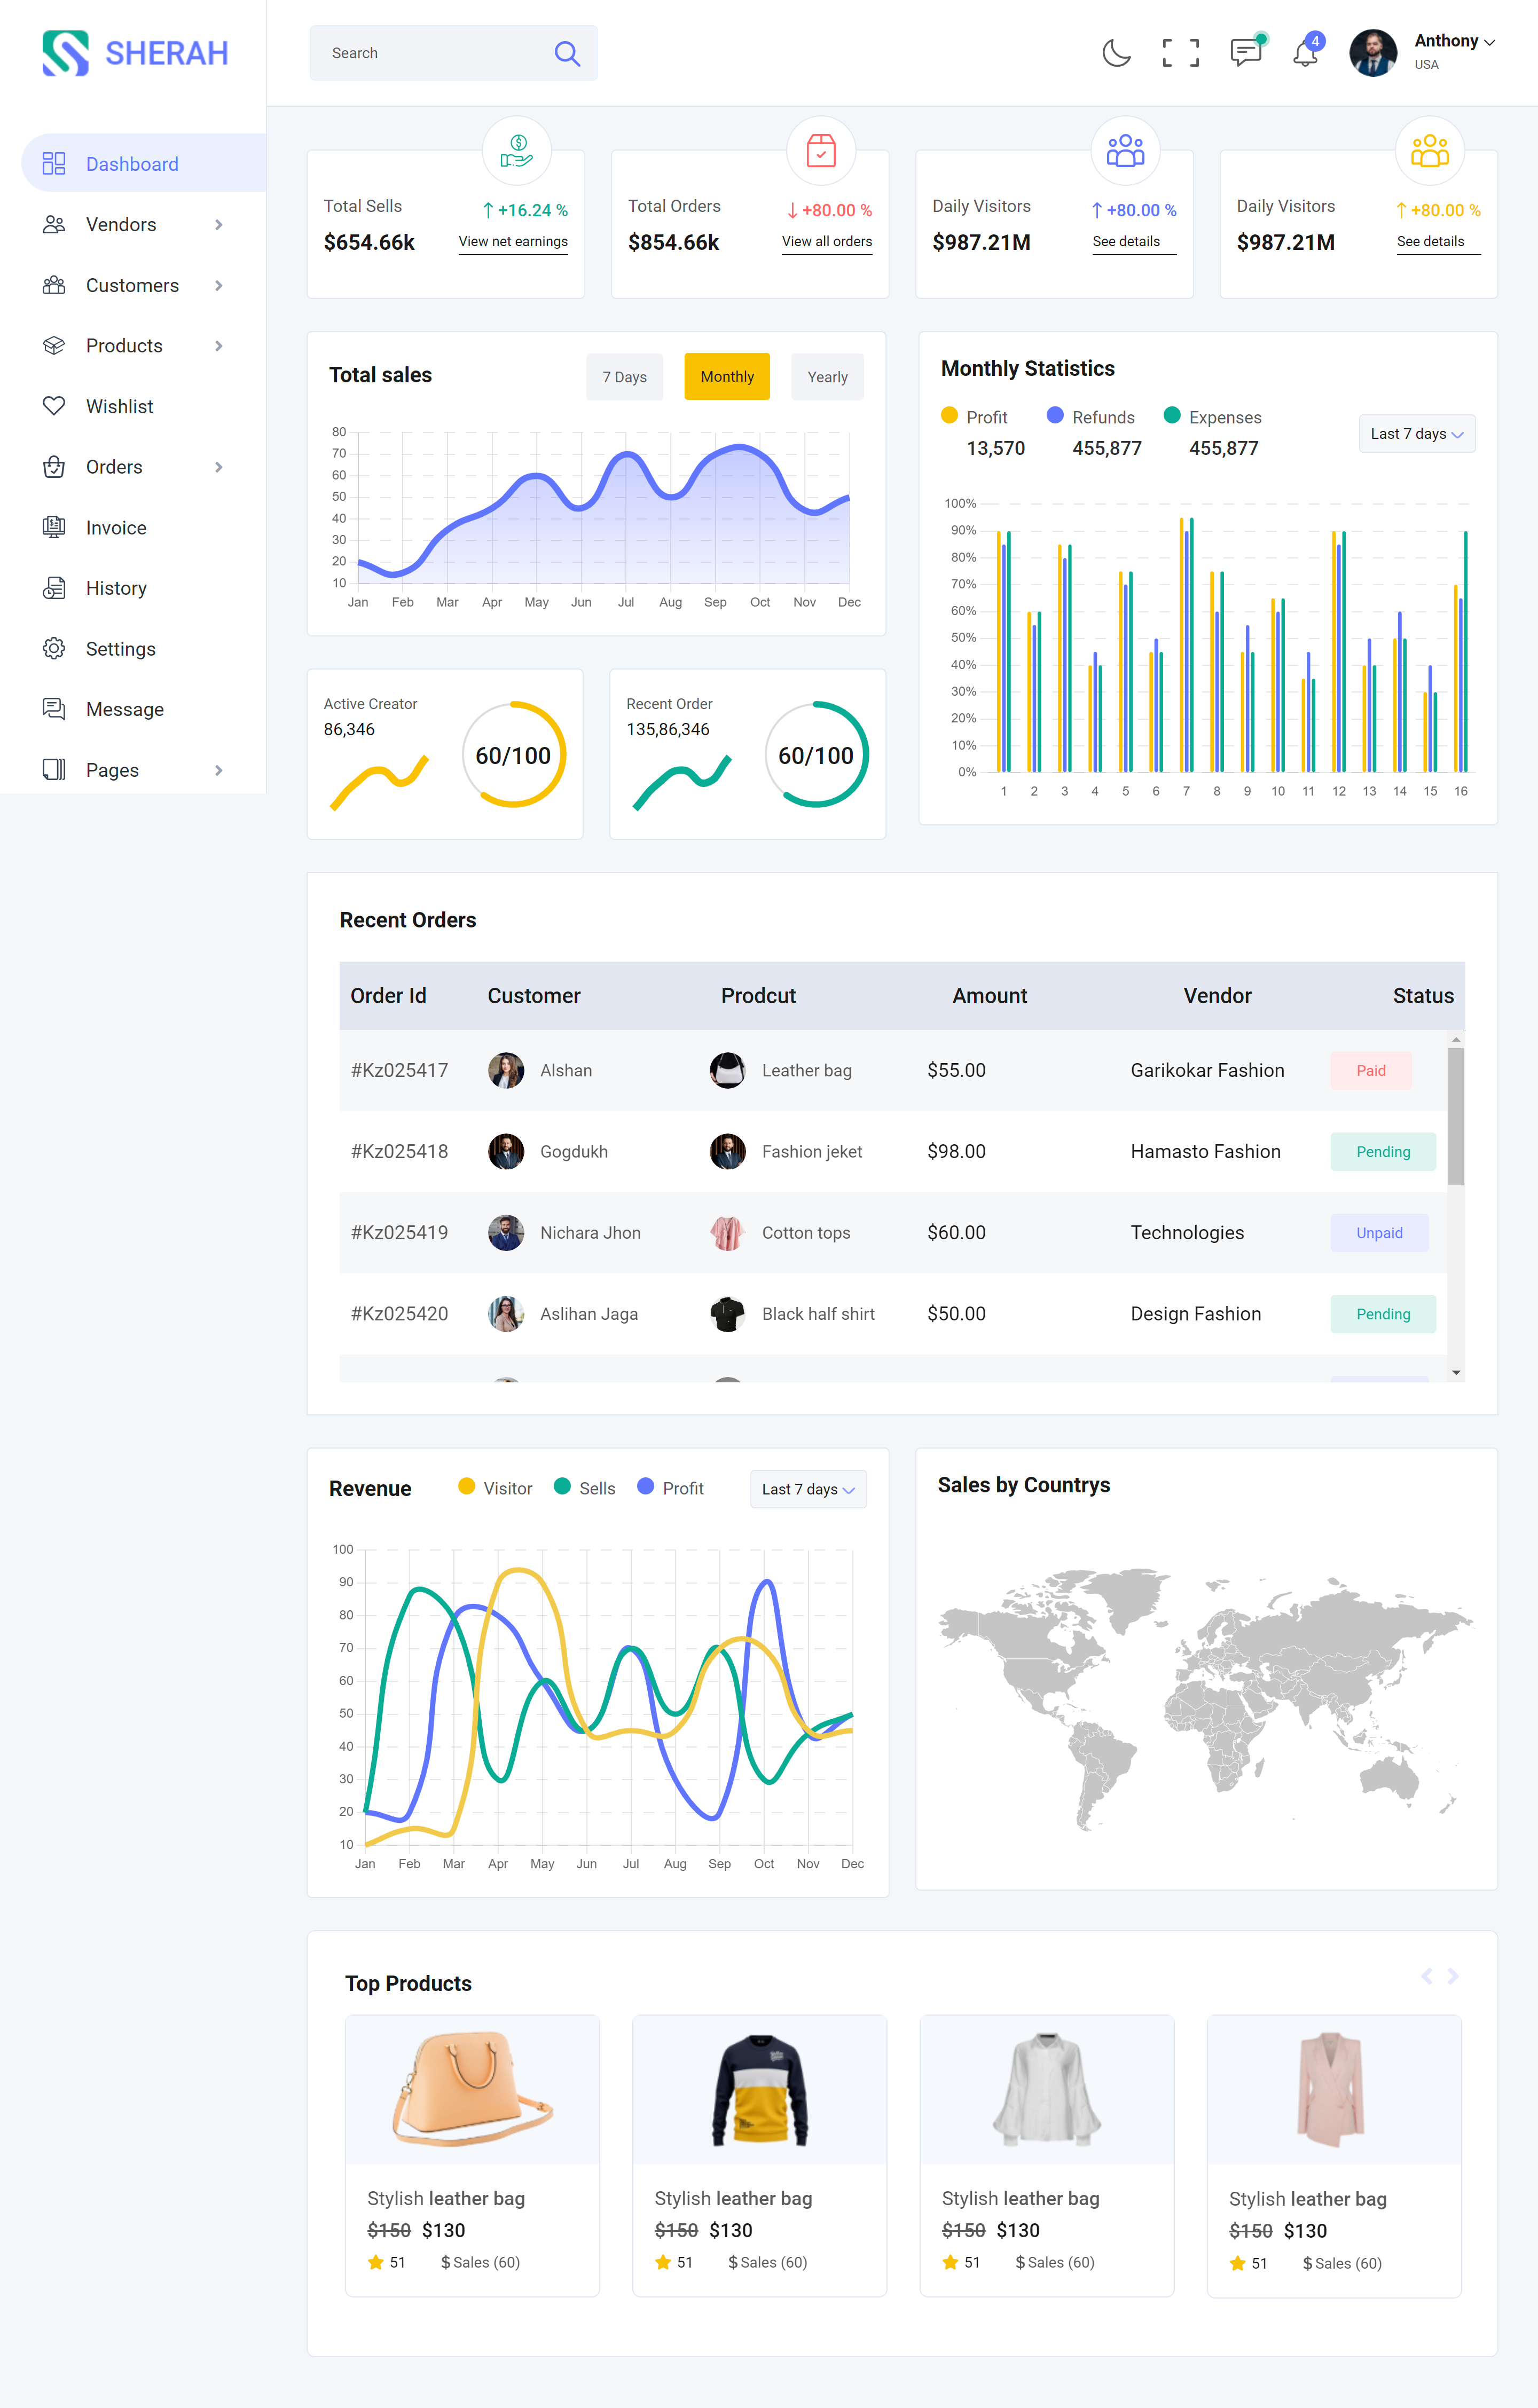 SHERAH
Search
4
Anthony
USA
Dashboard
Vendors
Customers
Products
Wishlist
Orders
Invoice
History
Settings
Message
Pages
Total Sells
+16.24 %
$654.66k
View net earnings
Total Orders
+80.00 %
$854.66k
View all orders
Daily Visitors
+80.00 %
$987.21M
See details
Daily Visitors
+80.00 %
$987.21M
See details
Total sales
7 Days
Monthly
Yearly
80
70
60
50
40
30
20
10
Jan Feb Mar Apr May Jun Jul Aug Sep Oct Nov Dec
Monthly Statistics
Profit
13,570
Refunds
455,877
Expenses
455,877
Last 7 days
100%
90%
80%
70%
60%
50%
40%
30%
20%
10%
0%
1 2 3 4 5 6 7 8 9 10 11 12 13 14 15 16
Active Creator
86,346
60/100
Recent Order
135,86,346
60/100
Recent Orders
Order Id Customer Prodcut Amount Vendor Status
#Kz025417 Alshan Leather bag $55.00 Garikokar Fashion Paid
#Kz025418 Gogdukh Fashion jeket $98.00 Hamasto Fashion Pending
#Kz025419 Nichara Jhon Cotton tops $60.00 Technologies Unpaid
#Kz025420 Aslihan Jaga Black half shirt $50.00 Design Fashion Pending
Revenue
Visitor
Sells
Profit
Last 7 days
100
90
80
70
60
50
40
30
20
10
Jan Feb Mar Apr May Jun Jul Aug Sep Oct Nov Dec
Sales by Countrys
Top Products
Stylish leather bag
$150 $130
51 $ Sales (60)
Stylish leather bag
$150 $130
51 $ Sales (60)
Stylish leather bag
$150 $130
51 $ Sales (60)
Stylish leather bag
$150 $130
51 $ Sales (60)